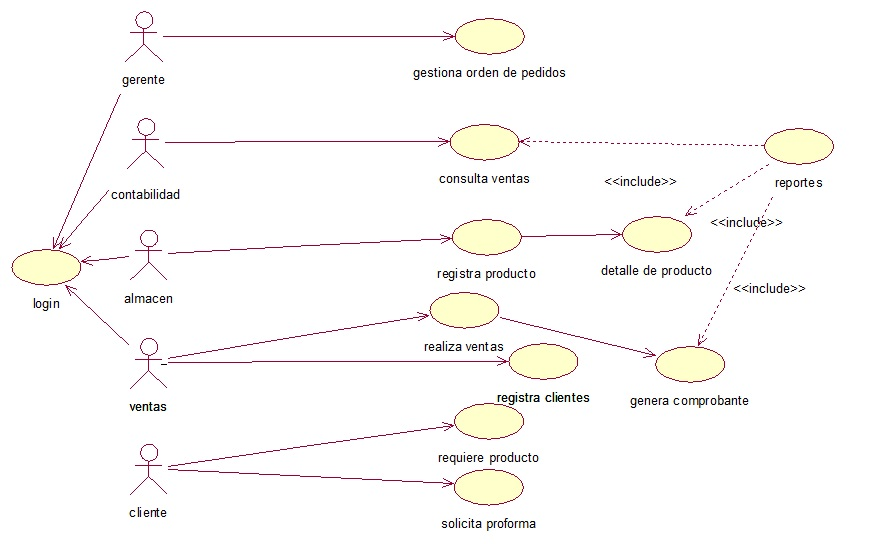 gerente
gestiona orden de pedidos
contabilidad
consulta ventas
reportes
<<include>>
<<include>>
<<include>>
login
almacen
registra producto
detalle de producto
realiza ventas
ventas
registra clientes
genera comprobante
requiere producto
cliente
solicita proforma